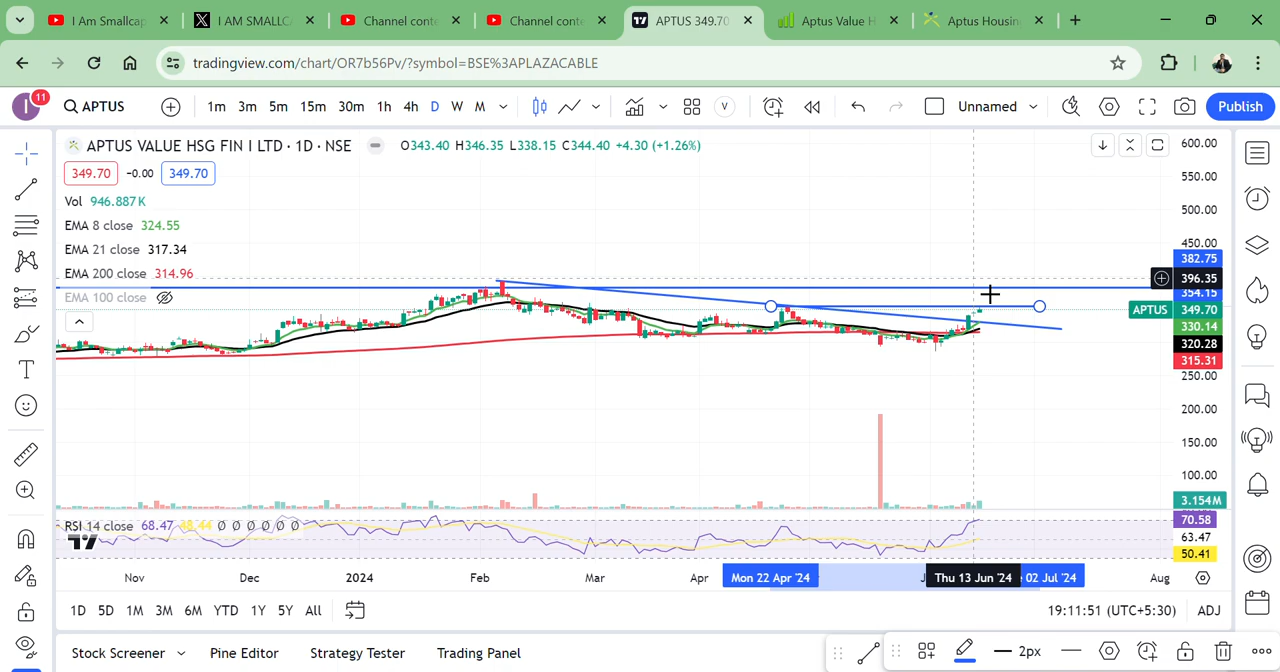 I Am Smallcap
I AM SMALLC
Channel conte
Channel conte
APTUS 349.70
Aptus Value H
Aptus Housin
tradingview.com/chart/OR7b56Pv/?symbol=BSE%3APLAZACABLE
I
11
APTUS
1m 3m 5m 15m 30m 1h 4h D W M
V
Unnamed
Publish
APTUS VALUE HSG FIN I LTD · 1D · NSE
O343.40 H346.35 L338.15 C344.40 +4.30 (+1.26%)
349.70 -0.00 349.70
Vol 946.887K
EMA 8 close 324.55
EMA 21 close 317.34
EMA 200 close 314.96
EMA 100 close
600.00
550.00
500.00
450.00
382.75
396.35
354.15
APTUS 349.70
330.14
320.28
315.31
250.00
200.00
150.00
100.00
3.154M
RSI 14 close 68.47 48.44 Ø Ø Ø Ø Ø Ø
70.58
63.47
50.41
Nov Dec 2024 Feb Mar Apr Mon 22 Apr '24 Thu 13 Jun '24 02 Jul '24 Aug
1D 5D 1M 3M 6M YTD 1Y 5Y All
19:11:51 (UTC+5:30) ADJ
Stock Screener Pine Editor Strategy Tester Trading Panel
2px